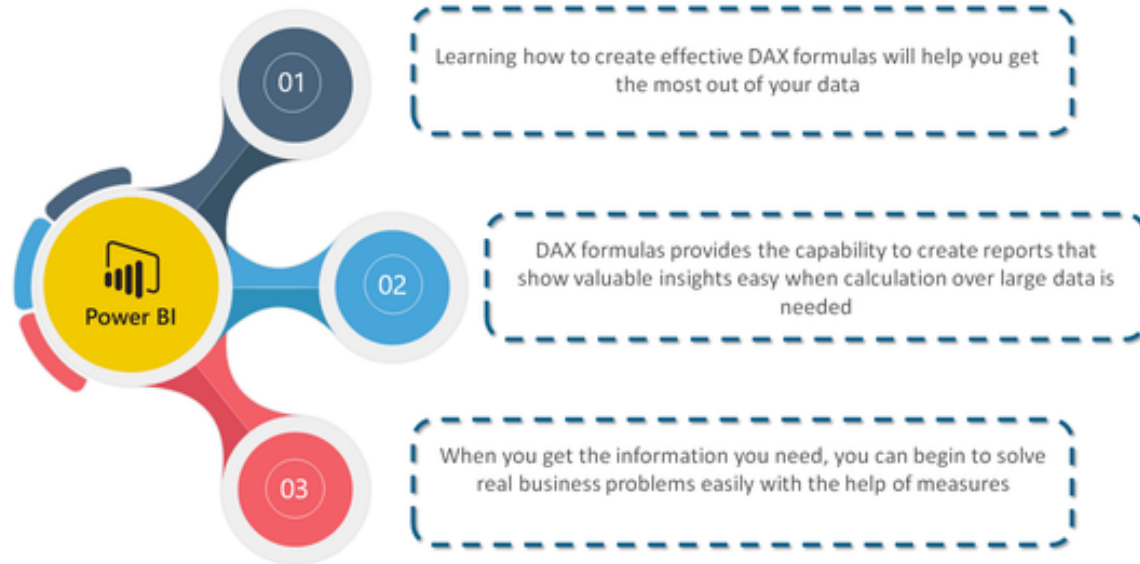 Power BI
01
Learning how to create effective DAX formulas will help you get
the most out of your data
02
DAX formulas provides the capability to create reports that
show valuable insights easy when calculation over large data is
needed
03
When you get the information you need, you can begin to solve
real business problems easily with the help of measures